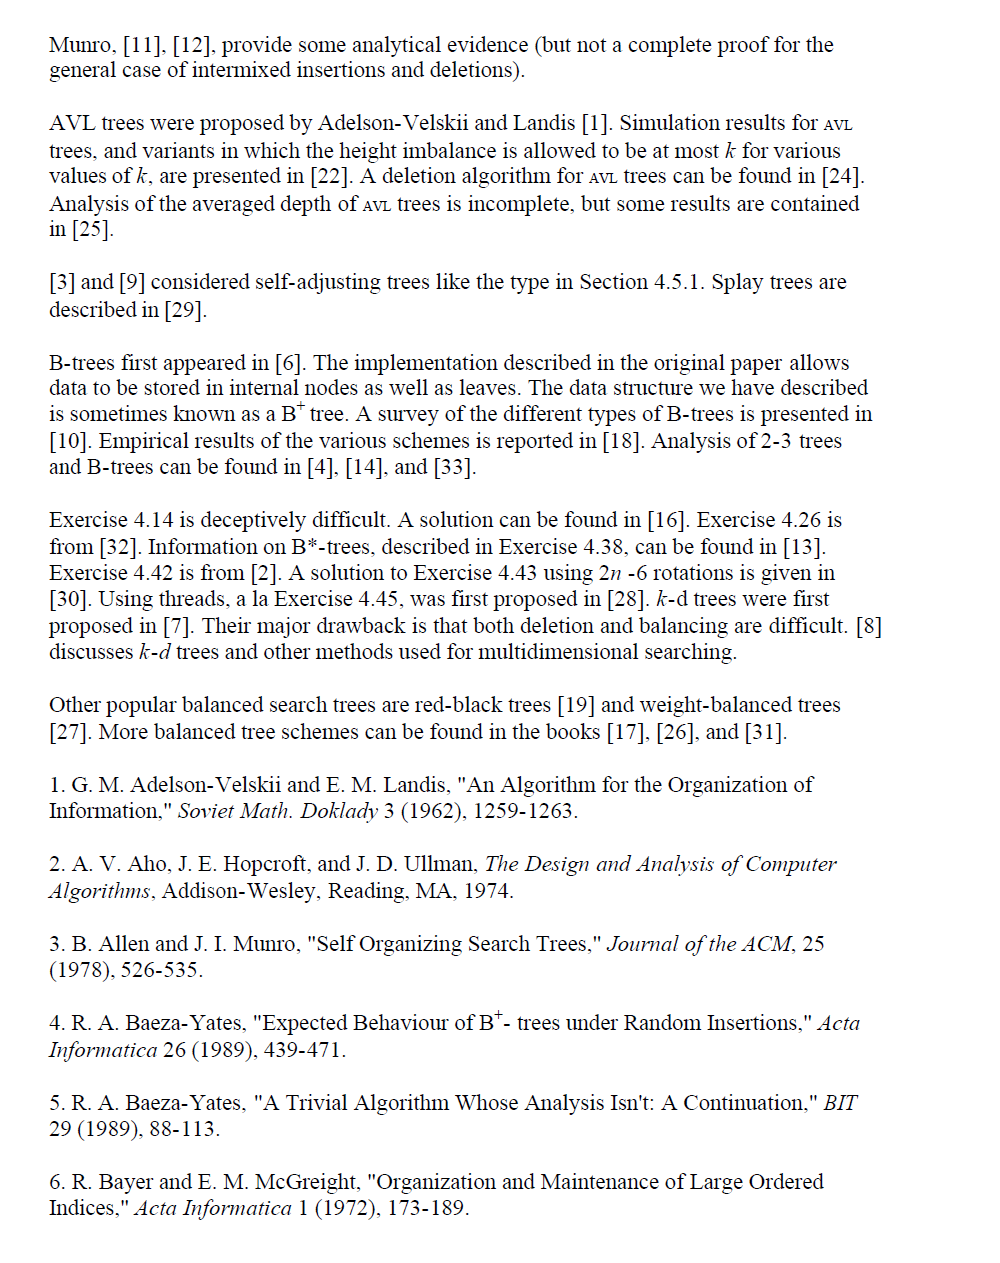 Munro, [11], [12], provide some analytical evidence (but not a complete proof for the
general case of intermixed insertions and deletions).
AVL trees were proposed by Adelson-Velskii and Landis [1]. Simulation results for AVL
trees, and variants in which the height imbalance is allowed to be at most k for various
values of k, are presented in [22]. A deletion algorithm for AVL trees can be found in [24].
Analysis of the averaged depth of AVL trees is incomplete, but some results are contained
in [25].
[3] and [9] considered self-adjusting trees like the type in Section 4.5.1. Splay trees are
described in [29].
B-trees first appeared in [6]. The implementation described in the original paper allows
data to be stored in internal nodes as well as leaves. The data structure we have described
is sometimes known as a B+ tree. A survey of the different types of B-trees is presented in
[10]. Empirical results of the various schemes is reported in [18]. Analysis of 2-3 trees
and B-trees can be found in [4], [14], and [33].
Exercise 4.14 is deceptively difficult. A solution can be found in [16]. Exercise 4.26 is
from [32]. Information on B*-trees, described in Exercise 4.38, can be found in [13].
Exercise 4.42 is from [2]. A solution to Exercise 4.43 using 2n -6 rotations is given in
[30]. Using threads, a la Exercise 4.45, was first proposed in [28]. k-d trees were first
proposed in [7]. Their major drawback is that both deletion and balancing are difficult. [8]
discusses k-d trees and other methods used for multidimensional searching.
Other popular balanced search trees are red-black trees [19] and weight-balanced trees
[27]. More balanced tree schemes can be found in the books [17], [26], and [31].
1. G. M. Adelson-Velskii and E. M. Landis, "An Algorithm for the Organization of
Information," Soviet Math. Doklady 3 (1962), 1259-1263.
2. A. V. Aho, J. E. Hopcroft, and J. D. Ullman, The Design and Analysis of Computer
Algorithms, Addison-Wesley, Reading, MA, 1974.
3. B. Allen and J. I. Munro, "Self Organizing Search Trees," Journal of the ACM, 25
(1978), 526-535.
4. R. A. Baeza-Yates, "Expected Behaviour of B+- trees under Random Insertions," Acta
Informatica 26 (1989), 439-471.
5. R. A. Baeza-Yates, "A Trivial Algorithm Whose Analysis Isn't: A Continuation," BIT
29 (1989), 88-113.
6. R. Bayer and E. M. McGreight, "Organization and Maintenance of Large Ordered
Indices," Acta Informatica 1 (1972), 173-189.